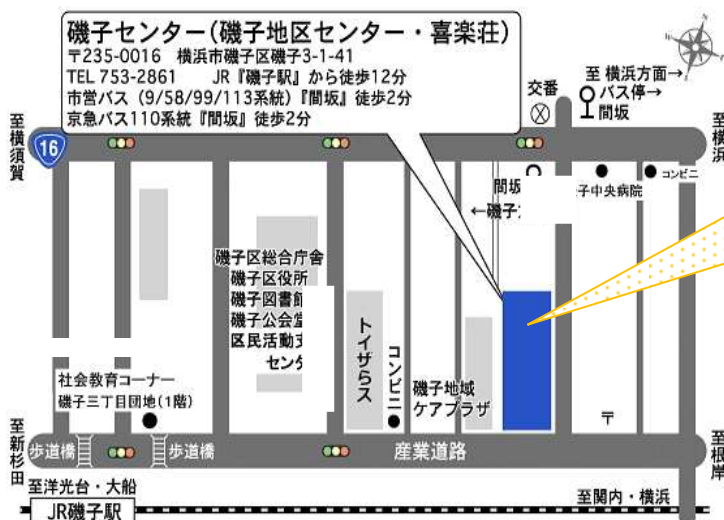 磯子センター(磯子地区センター・喜楽荘)
〒235-0016 横浜市磯子区磯子3-1-41
TEL 753-2861 JR『磯子駅』から徒歩12分
市営バス（9/58/99/113系統)『間坂』徒歩2分
京急バス110系統『間坂』徒歩2分
交番
至 横浜方面→
バス停→
間坂
N
至横須賀
16
至横浜
コンビニ
間坂
子中央病院
←磯子
磯子区総合庁舎
磯子区役所
磯子図書館
磯子公会堂
区民活動支
セン
トイザらス
コンビニ
磯子地域
ケアプラザ
社会教育コーナー
磯子三丁目団地(1階)
〒
至新杉田
歩道橋
歩道橋
産業道路
至根岸
至洋光台・大船
JR磯子駅
至関内・横浜